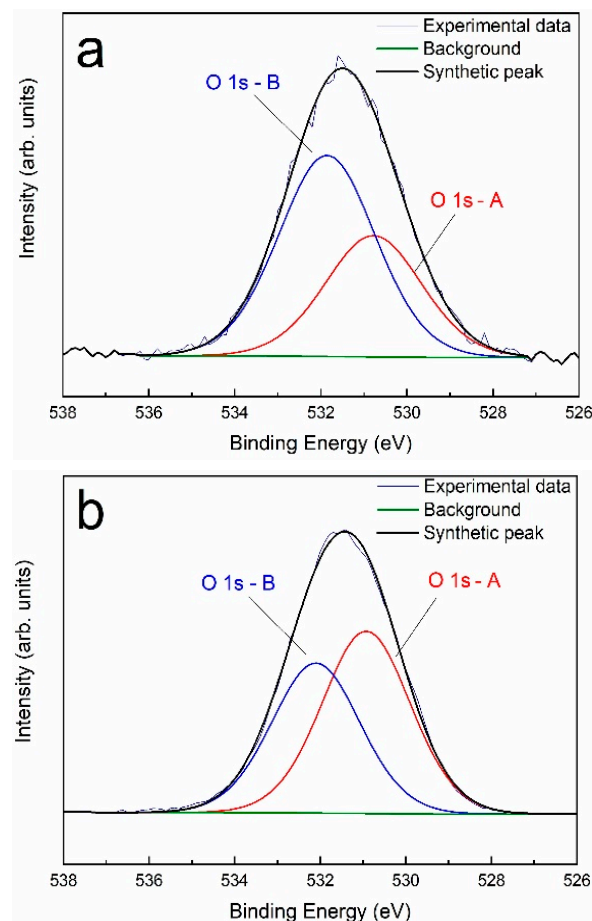 a
Experimental data
Background
Synthetic peak
O 1s - B
O 1s - A
Intensity (arb. units)
538 536 534 532 530 528 526
Binding Energy (eV)
b
Experimental data
Background
Synthetic peak
O 1s - B
O 1s - A
Intensity (arb. units)
538 536 534 532 530 528 526
Binding Energy (eV)